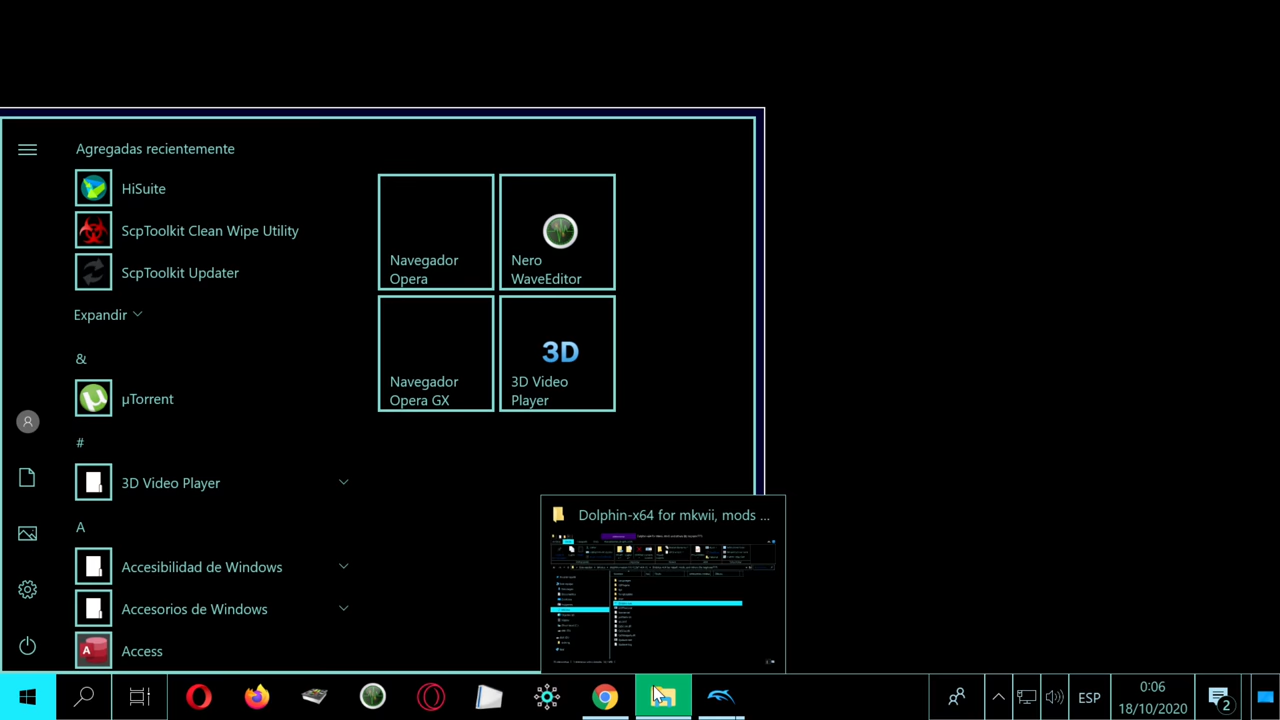 Agregadas recientemente
HiSuite
ScpToolkit Clean Wipe Utility
ScpToolkit Updater
Expandir
&
µTorrent
#
3D Video Player
A
Accesibilidad de Windows
Accesorios de Windows
Access
Navegador
Opera
Nero
WaveEditor
Navegador
Opera GX
3D
3D Video
Player
Dolphin-x64 for mkwii, mods ...
ESP
0:06
18/10/2020
2